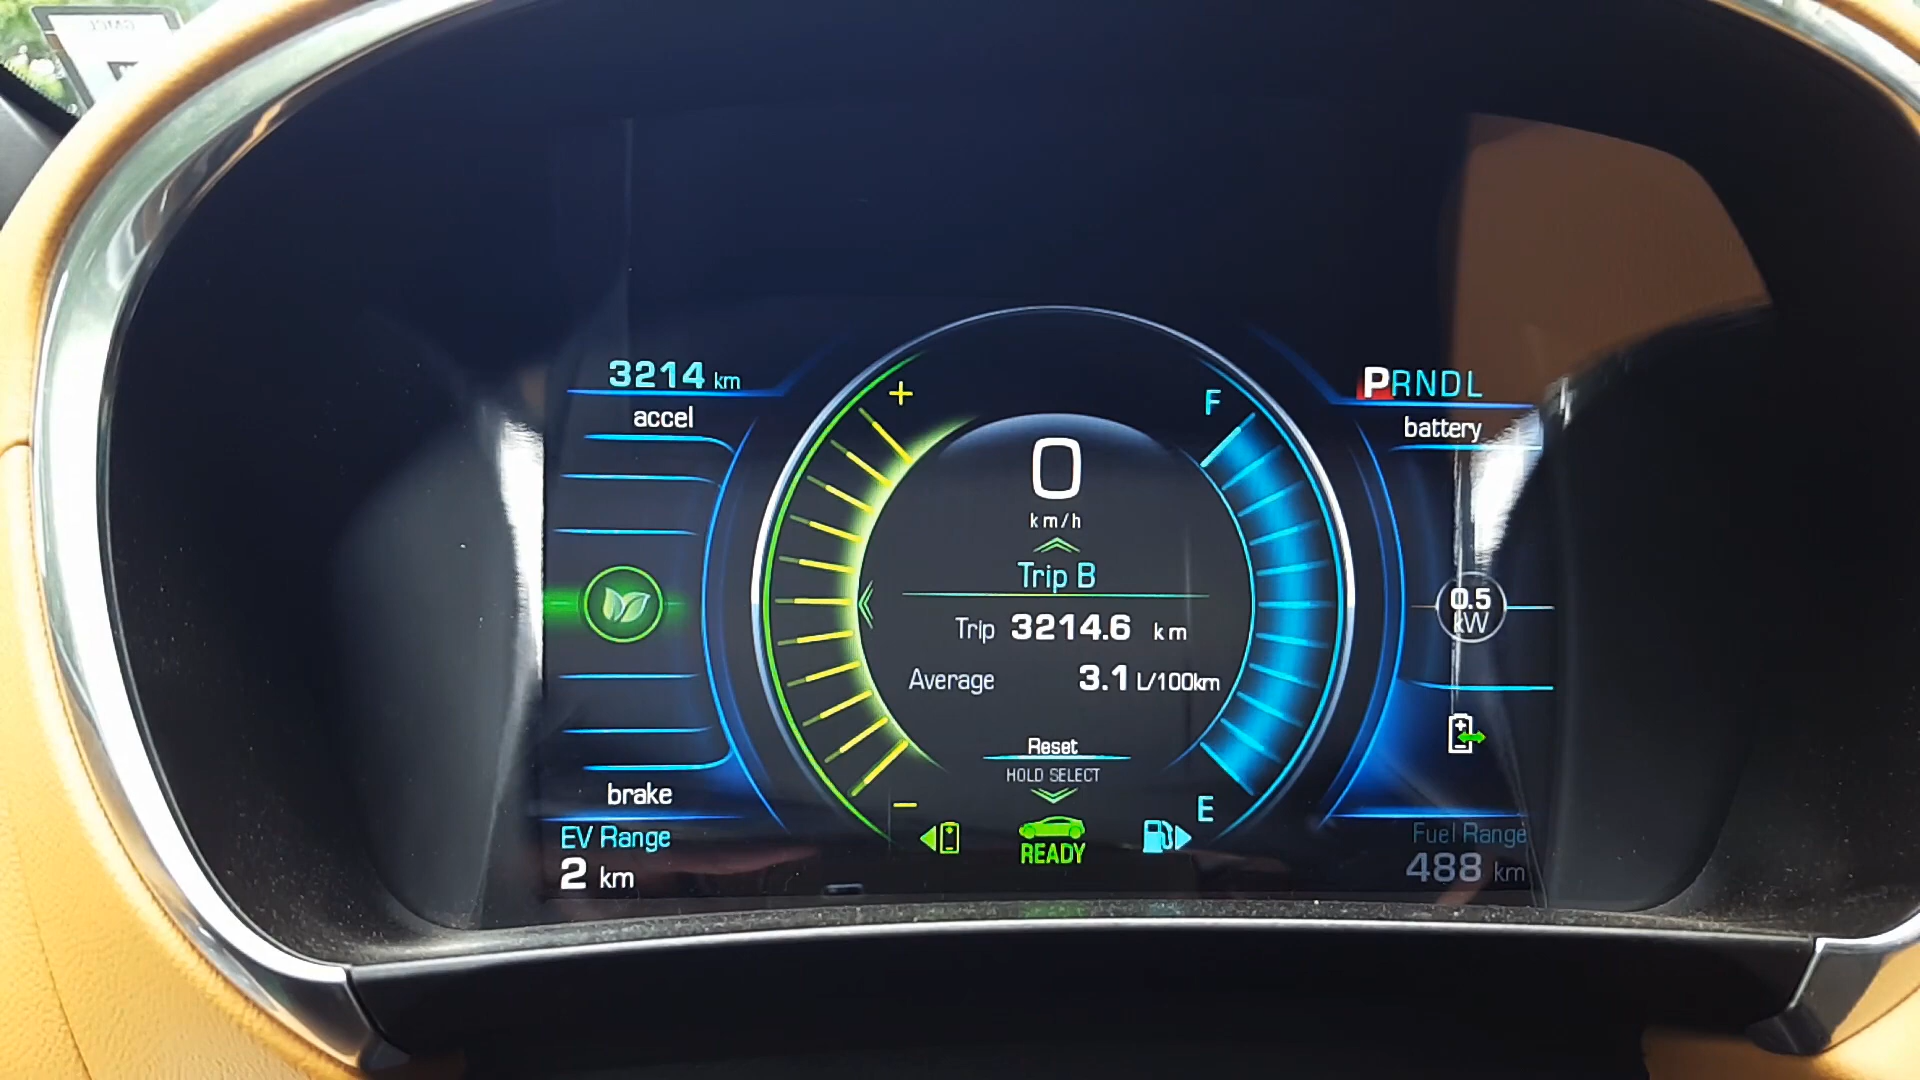 3214 km
PRNDL
accel
battery
+
F
0
km/h
Trip B
0.5
kW
Trip 3214.6 km
Average 3.1 L/100km
Reset
HOLD SELECT
brake
−
E
EV Range
2 km
READY
Fuel Range
488 km